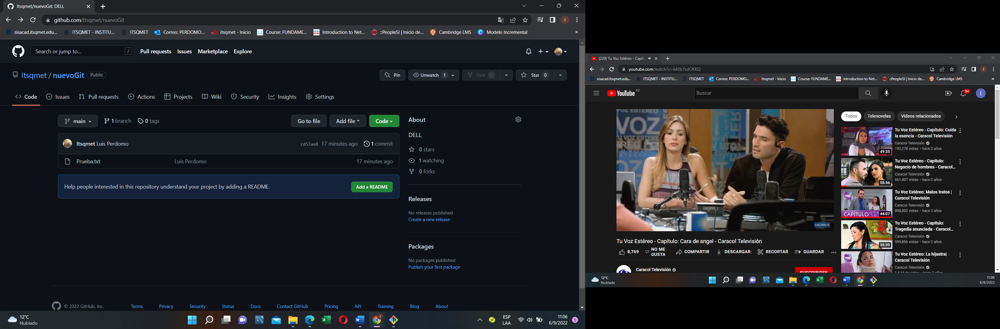 Itsqmet/nuevoGit: DELL
github.com/Itsqmet/nuevoGit
sisacad.itsqmet.edu...
ITSQMET - INSTITU...
ITSQMET
Correo: PERDOMO...
itsqmet - Inicio
Course: FUNDAME...
Introduction to Net...
::PeopleSI | Inicio de...
Cambridge LMS
Modelo Incremental
»
Search or jump to...
/
Pull requests
Issues
Marketplace
Explore
Itsqmet / nuevoGit
Public
Pin
Unwatch 1
Fork 0
Star 0
Code
Issues
Pull requests
Actions
Projects
Wiki
Security
Insights
Settings
main
1 branch
0 tags
Go to file
Add file
Code
Itsqmet Luis Perdomo
cd53ae8 17 minutes ago
1 commit
Prueba.txt
Luis Perdomo
17 minutes ago
Help people interested in this repository understand your project by adding a README.
Add a README
About
DELL
0 stars
1 watching
0 forks
Releases
No releases published
Create a new release
Packages
No packages published
Publish your first package
© 2022 GitHub, Inc.
Terms
Privacy
Security
Status
Docs
Contact GitHub
Pricing
API
Training
Blog
About
12°C
Nublado
ESP
LAA
11:06
6/9/2022
1
(220) Tu Voz Estéreo - Capítu
youtube.com/watch?v=643b7zdOKKQ
sisacad.itsqmet.edu...
ITSQMET - INSTITU...
ITSQMET
Correo: PERDOMO...
itsqmet - Inicio
Course: FUNDAME...
Introduction to Net...
::PeopleSI | Inicio de...
Cambridge LMS
»
YouTube EC
Buscar
9+
I
VOZ
SUSCRÍBETE
Tu Voz Estéreo - Capítulo: Cara de angel - Caracol Televisión
8,769
NO ME
GUSTA
COMPARTIR
DESCARGAR
RECORTAR
GUARDAR
Caracol Televisión
SUSCRIBIRSE
Todos
Telenovelas
Videos relacionados
49:35
Tu Voz Estéreo - Capítulo: Cuida
la esencia - Caracol Televisión
Caracol Televisión
192,278 vistas • hace 2 años
55:56
Tu Voz Estéreo - Capítulo:
Negocio de hombres - Caracol...
Caracol Televisión
661,407 vistas • hace 2 años
VOZ
CAPÍTULO
44:07
Tu Voz Estéreo: Malos tratos |
Caracol Televisión
Caracol Televisión
898,802 vistas • hace 3 años
55:30
Tu Voz Estéreo - Capítulo:
Tragedia anunciada - Caracol...
Caracol Televisión
599,896 vistas • hace 2 años
VOZ
Tu Voz Estéreo: La hijastra|
Caracol Televisión
Caracol Televisión
12°C
Nublado
11:06
6/9/2022